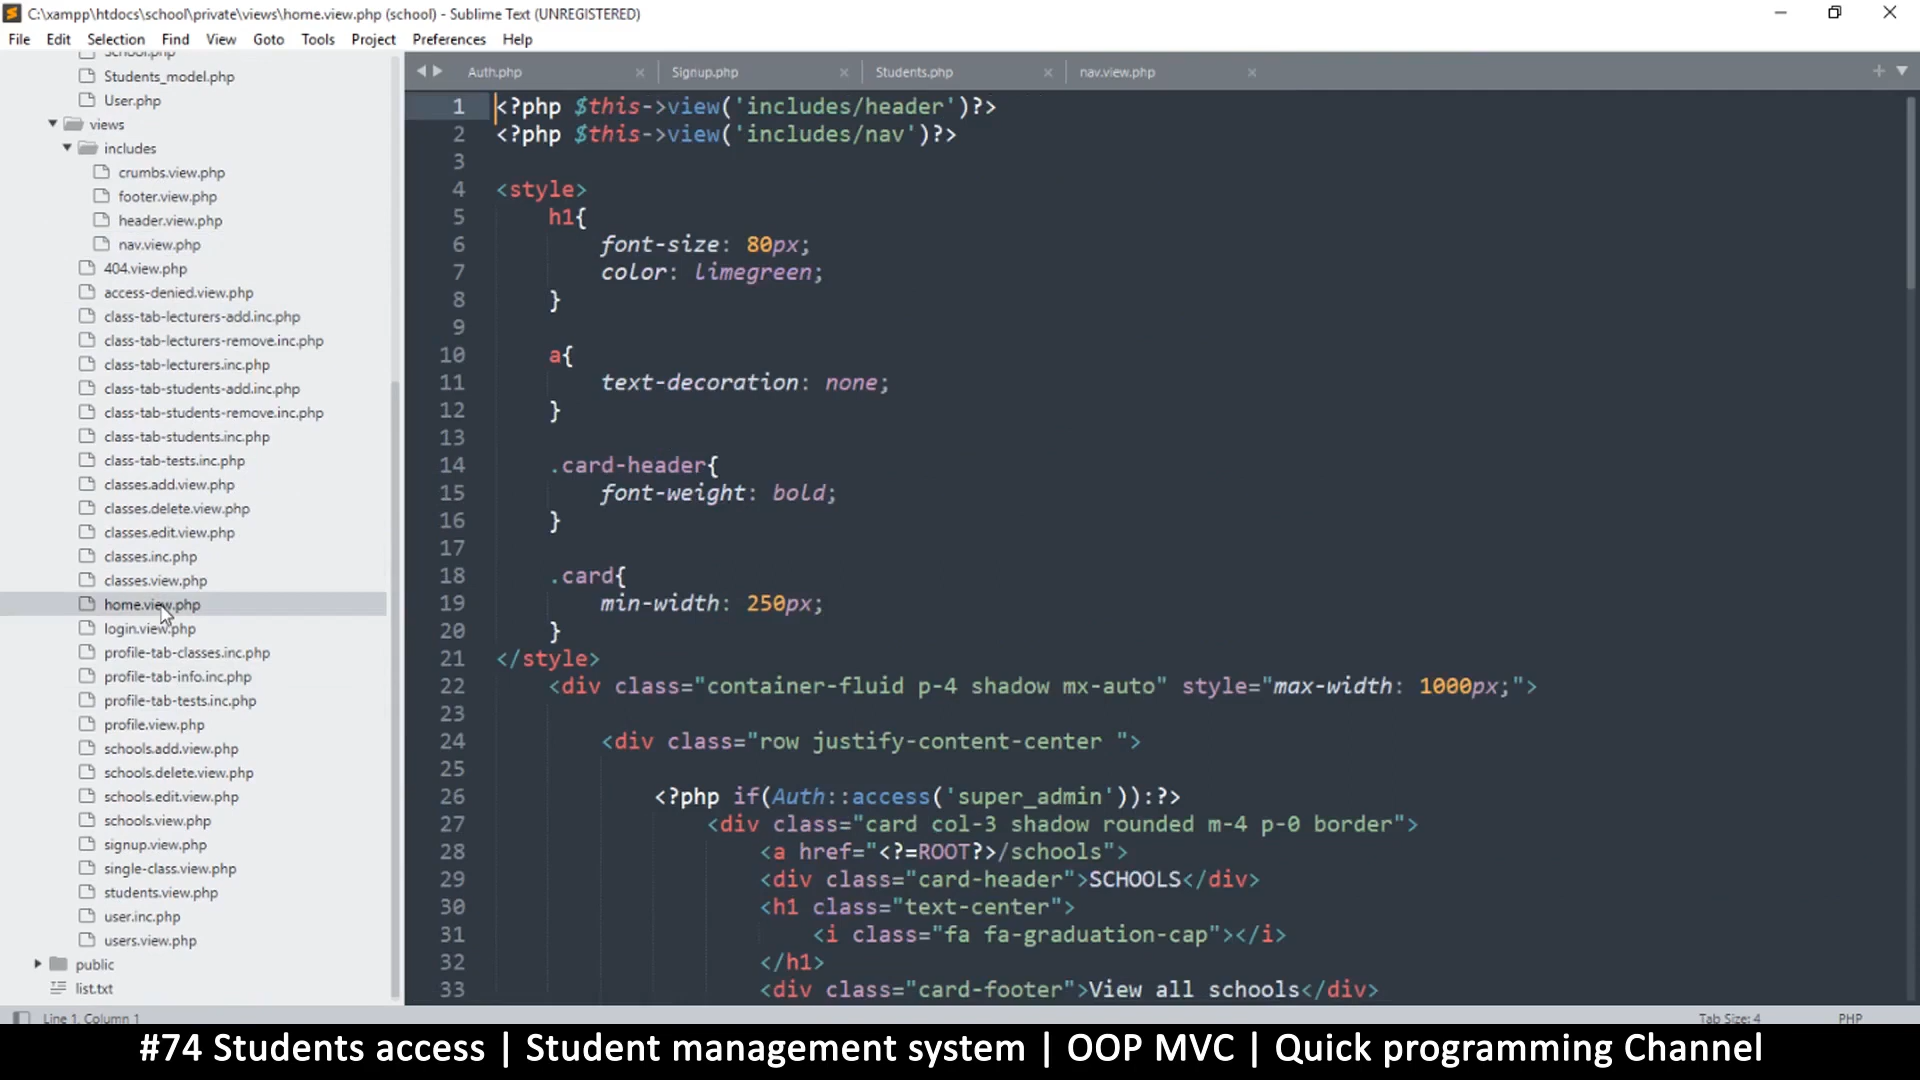 C:\xampp\htdocs\school\private\views\home.view.php (school) - Sublime Text (UNREGISTERED)
File Edit Selection Find View Goto Tools Project Preferences Help
School.php
Students_model.php
User.php
views
includes
crumbs.view.php
footer.view.php
header.view.php
nav.view.php
404.view.php
access-denied.view.php
class-tab-lecturers-add.inc.php
class-tab-lecturers-remove.inc.php
class-tab-lecturers.inc.php
class-tab-students-add.inc.php
class-tab-students-remove.inc.php
class-tab-students.inc.php
class-tab-tests.inc.php
classes.add.view.php
classes.delete.view.php
classes.edit.view.php
classes.inc.php
classes.view.php
home.view.php
login.view.php
profile-tab-classes.inc.php
profile-tab-info.inc.php
profile-tab-tests.inc.php
profile.view.php
schools.add.view.php
schools.delete.view.php
schools.edit.view.php
schools.view.php
signup.view.php
single-class.view.php
students.view.php
user.inc.php
users.view.php
public
list.txt
Auth.php Signup.php Students.php nav.view.php
1 <?php $this->view('includes/header')?>
2 <?php $this->view('includes/nav')?>
3
4 <style>
5 h1{
6 font-size: 80px;
7 color: limegreen;
8 }
9
10 a{
11 text-decoration: none;
12 }
13
14 .card-header{
15 font-weight: bold;
16 }
17
18 .card{
19 min-width: 250px;
20 }
21 </style>
22 <div class="container-fluid p-4 shadow mx-auto" style="max-width: 1000px;">
23
24 <div class="row justify-content-center ">
25
26 <?php if(Auth::access('super_admin')):?>
27 <div class="card col-3 shadow rounded m-4 p-0 border">
28 <a href="<?=ROOT?>/schools">
29 <div class="card-header">SCHOOLS</div>
30 <h1 class="text-center">
31 <i class="fa fa-graduation-cap"></i>
32 </h1>
33 <div class="card-footer">View all schools</div>
Line 1, Column 1 Tab Size: 4 PHP
#74 Students access | Student management system | OOP MVC | Quick programming Channel